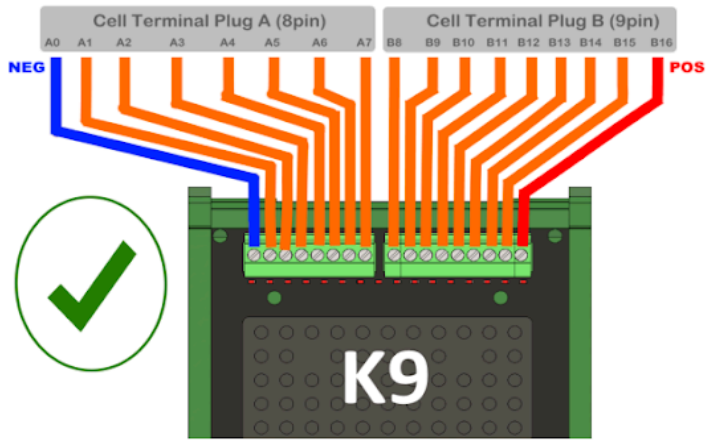 Cell Terminal Plug A (8pin) Cell Terminal Plug B (9pin)
A0 A1 A2 A3 A4 A5 A6 A7 B8 B9 B10 B11 B12 B13 B14 B15 B16
NEG POS
K9